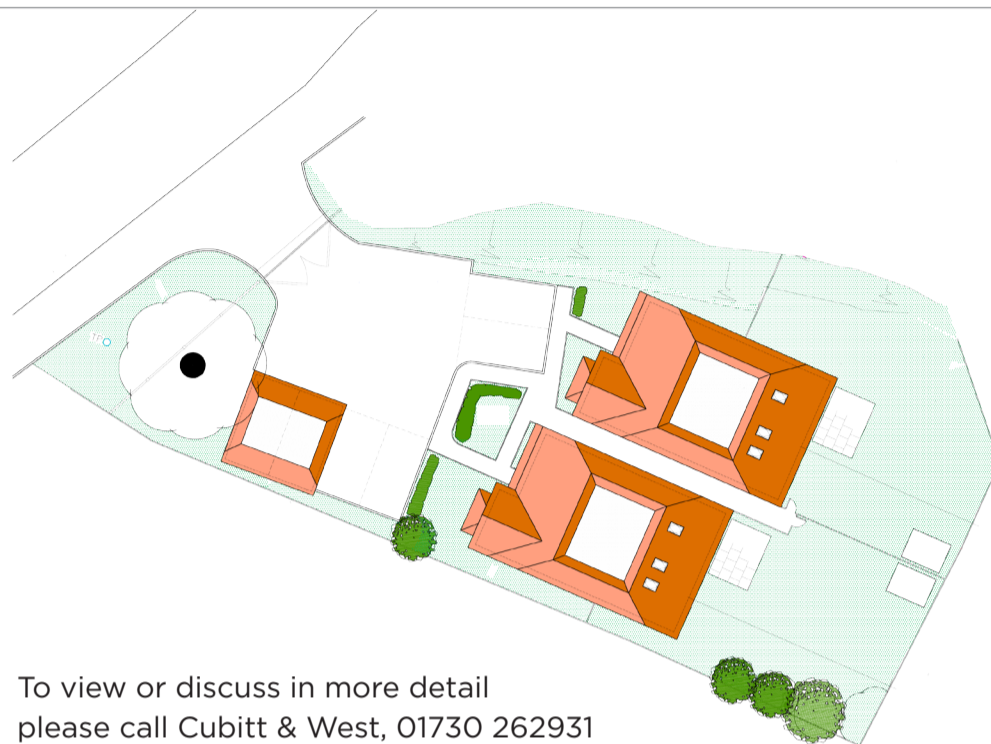 To view or discuss in more detail
please call Cubitt & West, 01730 262931